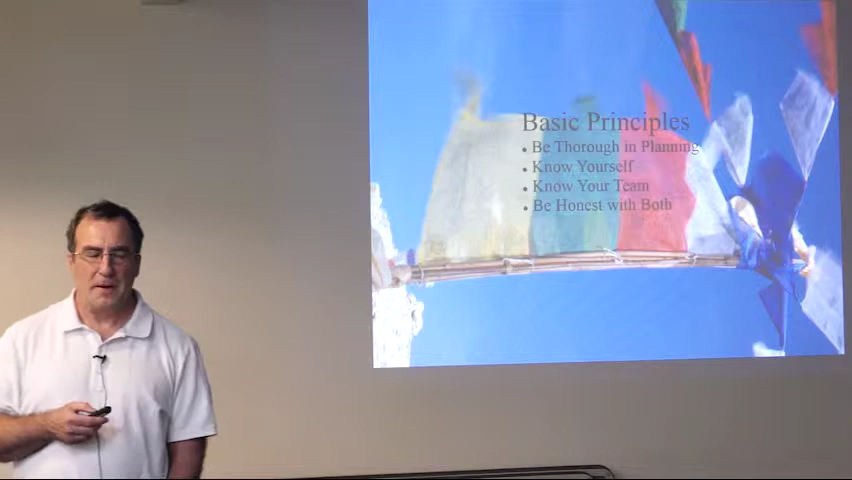 Basic Principles
• Be Thorough in Planning
• Know Yourself
• Know Your Team
• Be Honest with Both